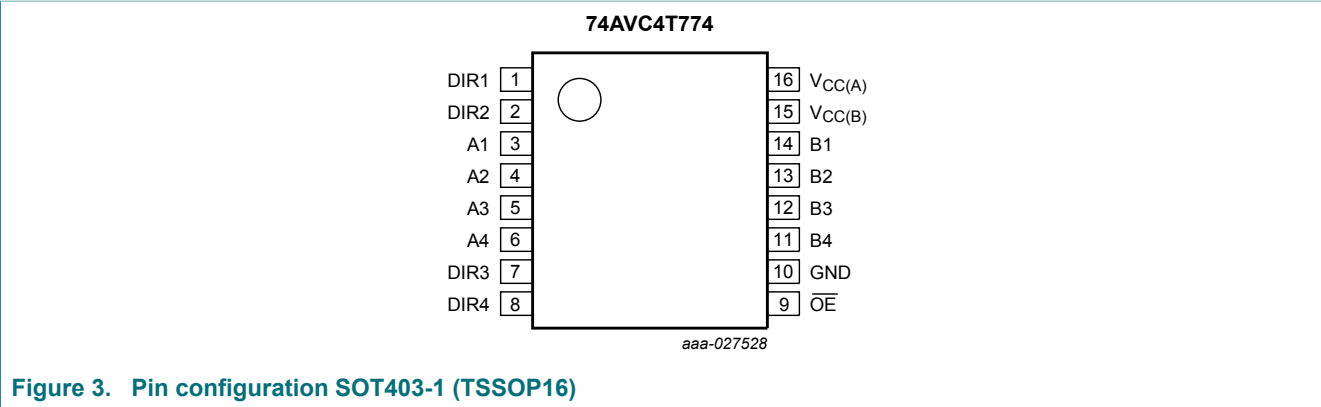 74AVC4T774
DIR1 1 16 VCC(A)
DIR2 2 15 VCC(B)
A1 3 14 B1
A2 4 13 B2
A3 5 12 B3
A4 6 11 B4
DIR3 7 10 GND
DIR4 8 9 O̅E̅
aaa-027528
Figure 3. Pin configuration SOT403-1 (TSSOP16)